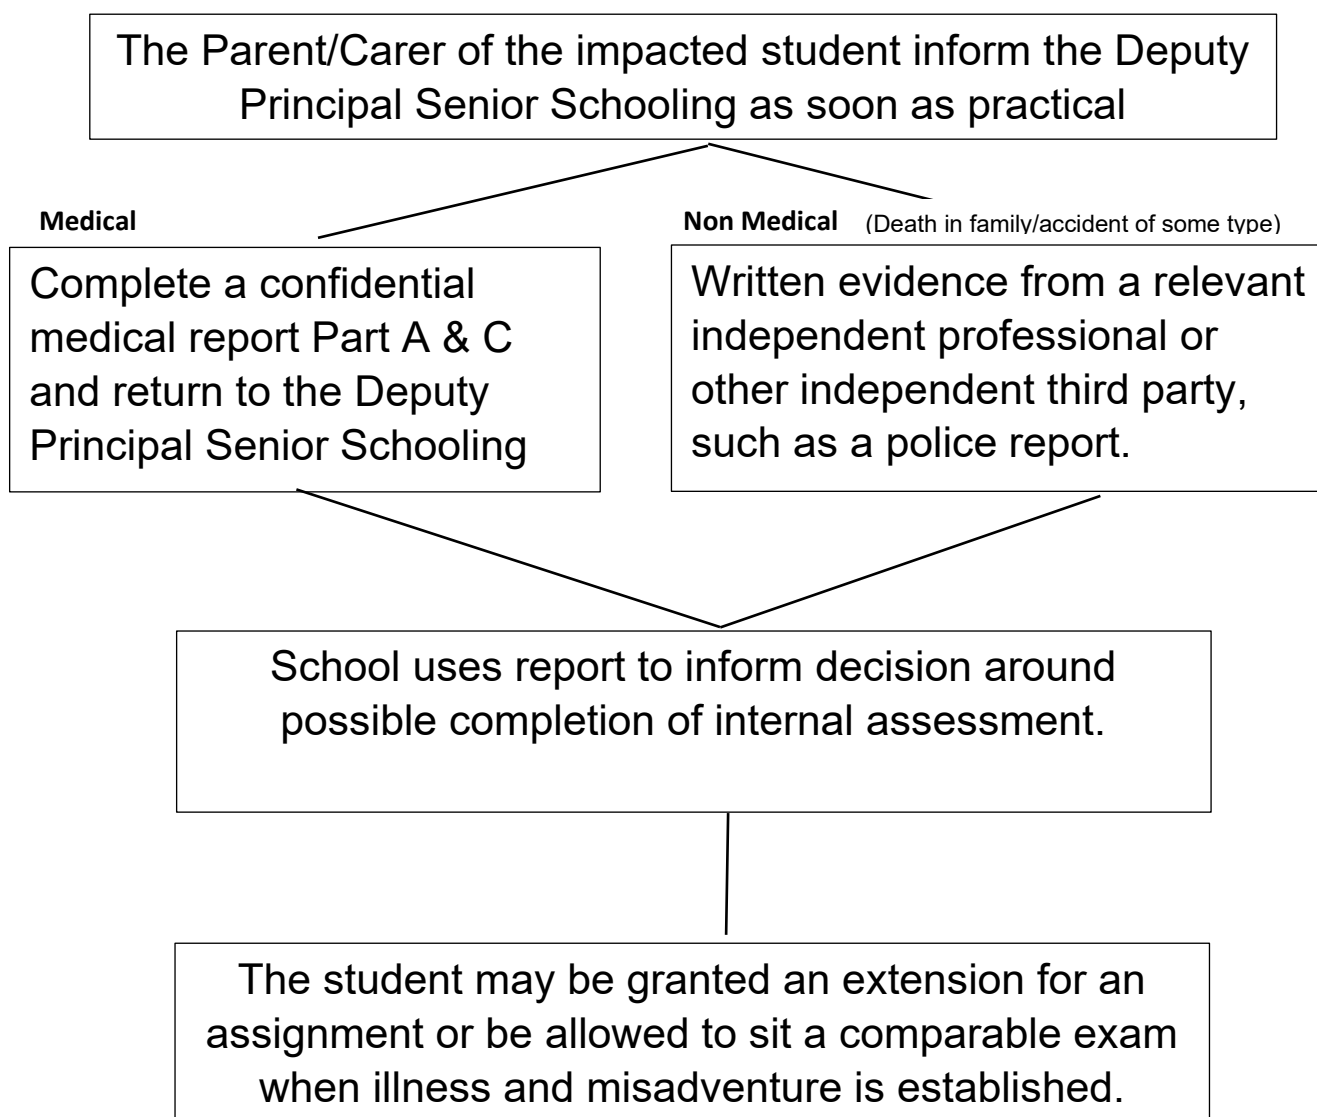 The Parent/Carer of the impacted student inform the Deputy
Principal Senior Schooling as soon as practical
Medical
Complete a confidential
medical report Part A & C
and return to the Deputy
Principal Senior Schooling
Non Medical (Death in family/accident of some type)
Written evidence from a relevant
independent professional or
other independent third party,
such as a police report.
School uses report to inform decision around
possible completion of internal assessment.
The student may be granted an extension for an
assignment or be allowed to sit a comparable exam
when illness and misadventure is established.